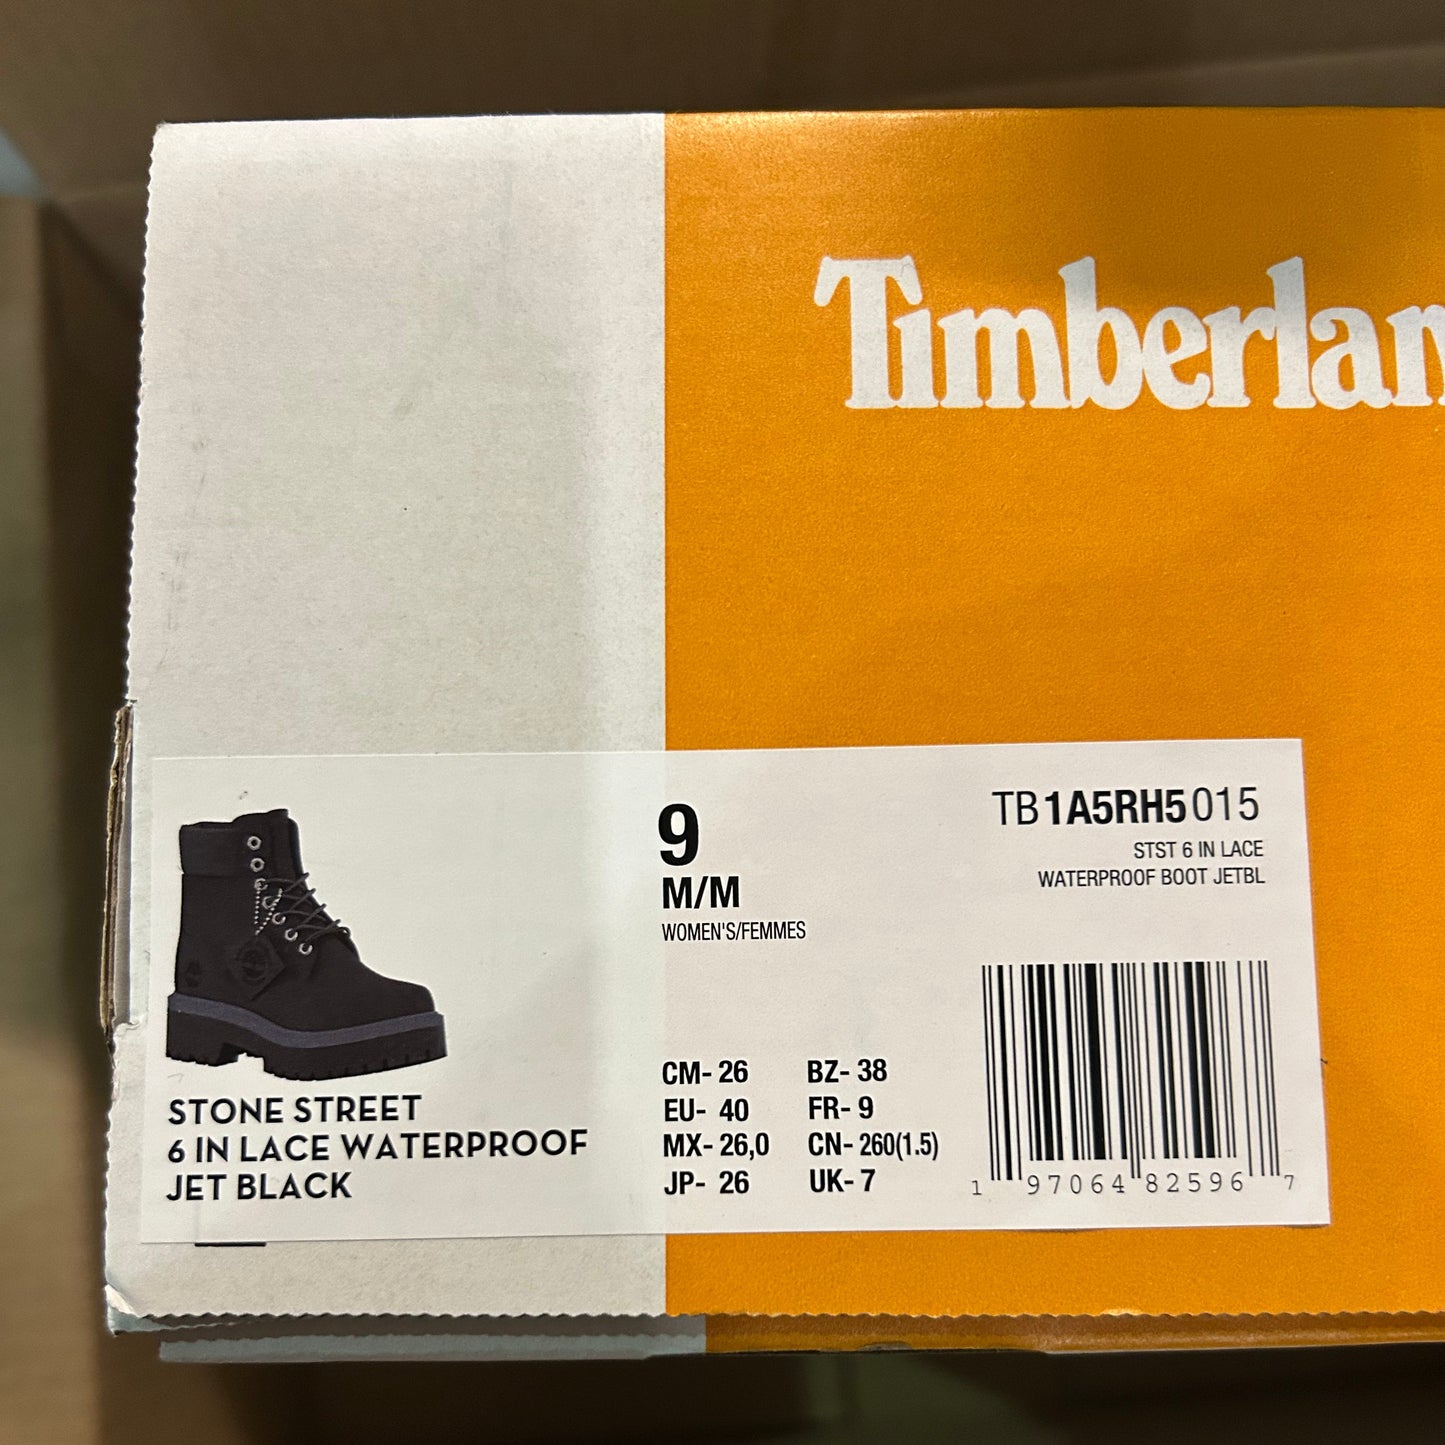 Timberlan
9
M/M
WOMEN'S/FEMMES
TB1A5RH5015
STST 6 IN LACE
WATERPROOF BOOT JETBL
STONE STREET
6 IN LACE WATERPROOF
JET BLACK
CM- 26 BZ- 38
EU- 40 FR- 9
MX- 26,0 CN- 260(1.5)
JP- 26 UK- 7
1 97064 82596 7